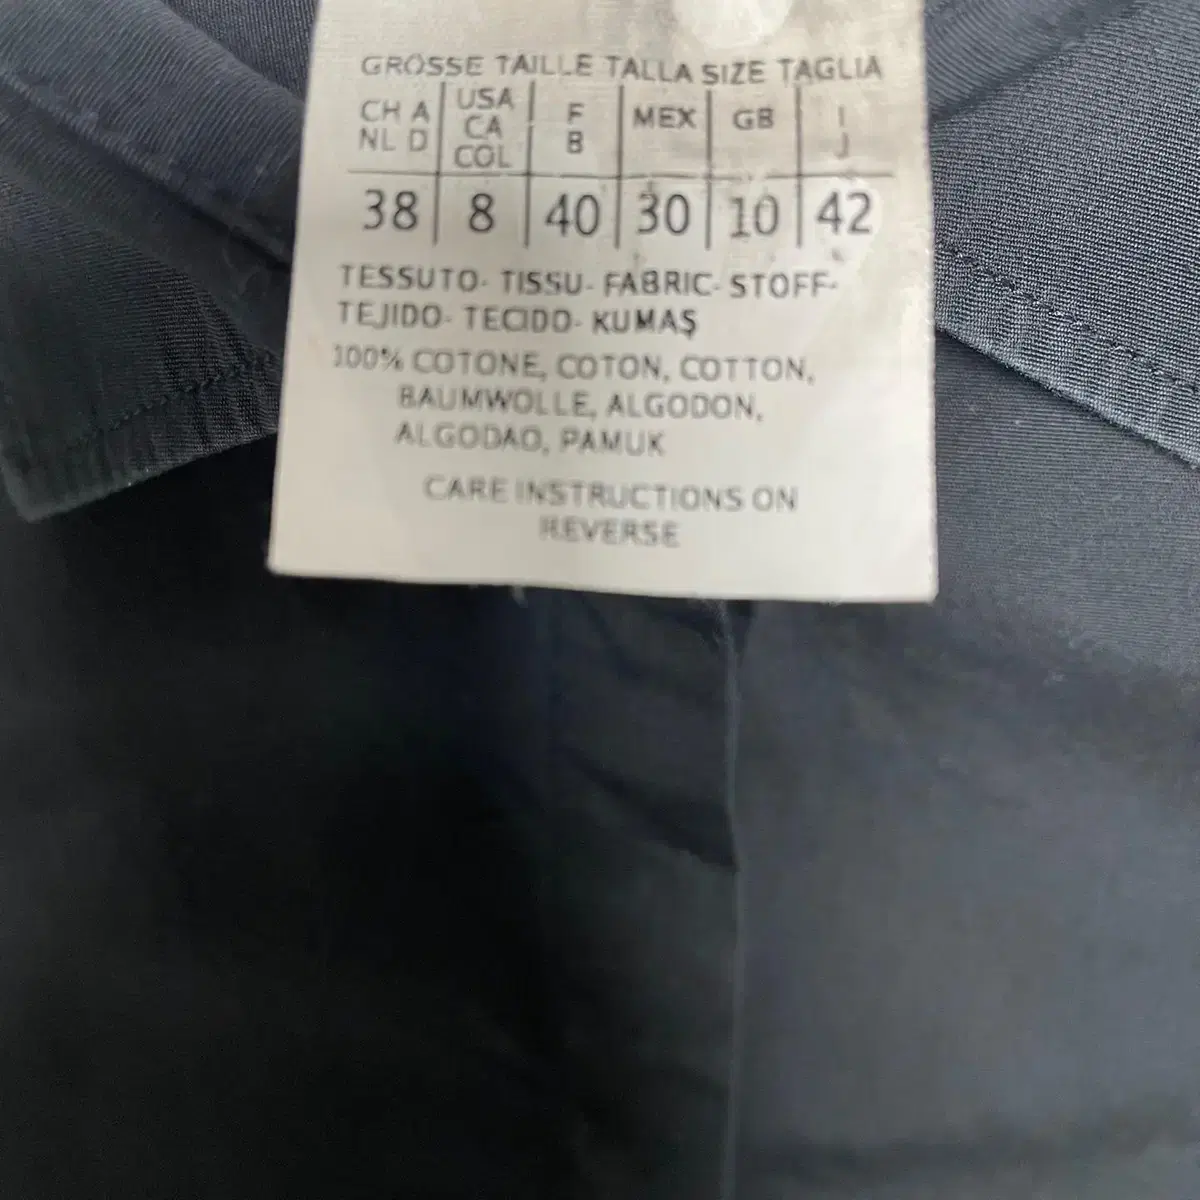 GRÖSSE TAILLE TALLA SIZE TAGLIA
CH A NL D | USA CA COL | F B | MEX | GB | I J
38 | 8 | 40 | 30 | 10 | 42
TESSUTO- TISSU- FABRIC- STOFF-
TEJIDO- TECIDO- KUMAŞ
100% COTONE, COTON, COTTON,
BAUMWOLLE, ALGODON,
ALGODAO, PAMUK
CARE INSTRUCTIONS ON
REVERSE